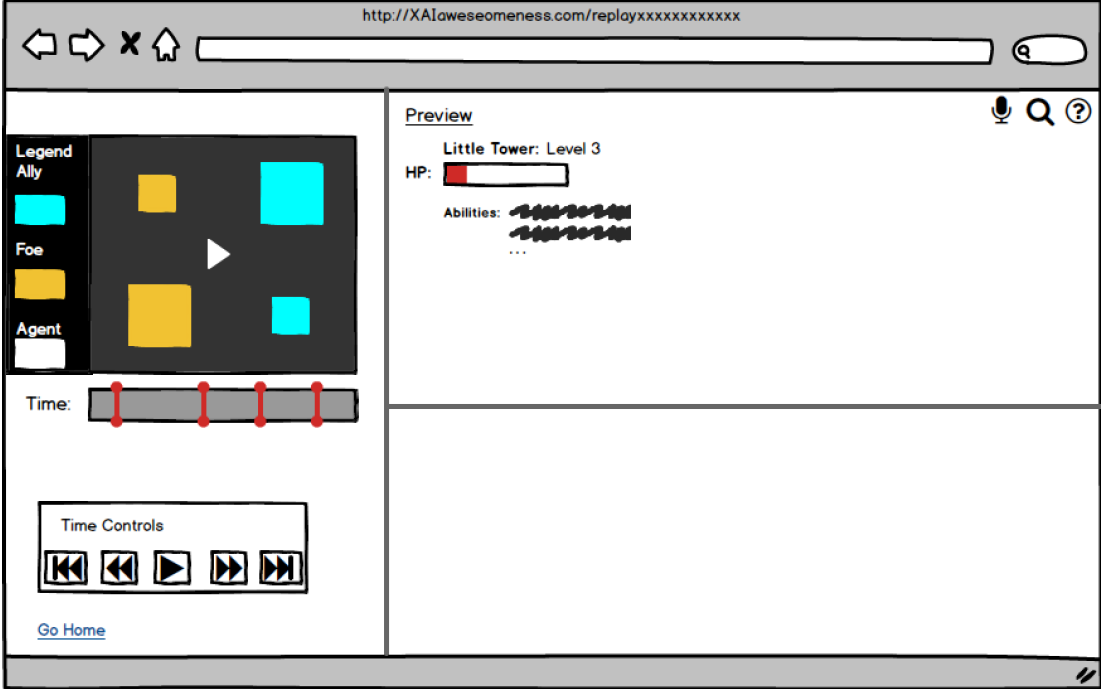 http://XAIaweseomeness.com/replayxxxxxxxxxxxx
Legend
Ally
Foe
Agent
Time:
Time Controls
Go Home
Preview
Little Tower: Level 3
HP:
Abilities:
...